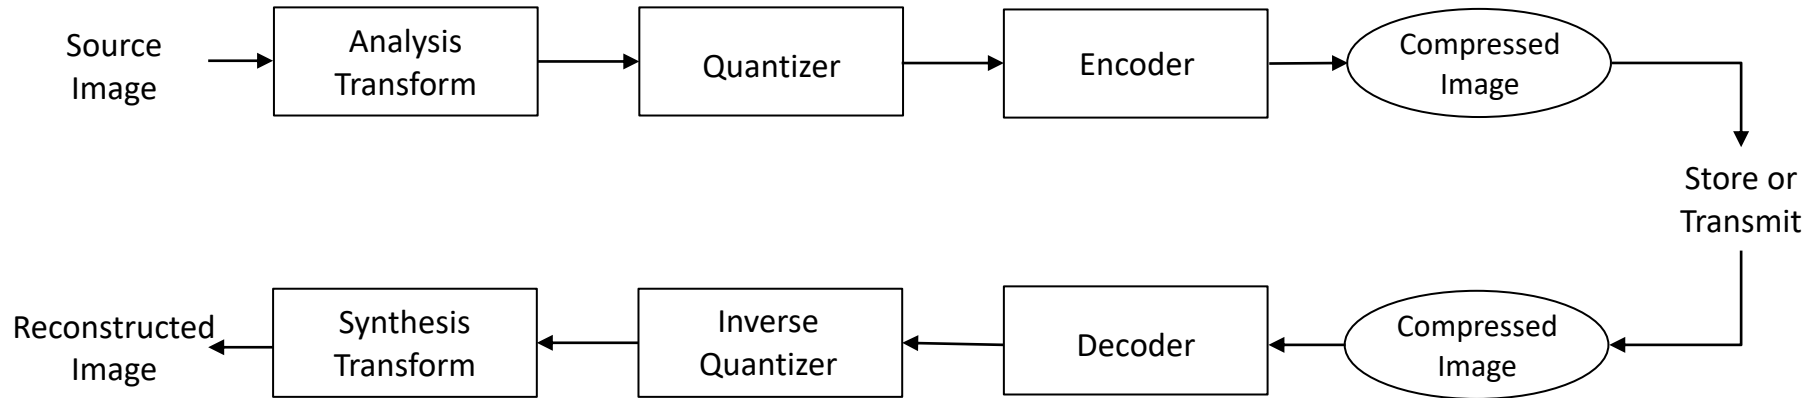 Source
Image
Analysis
Transform
Quantizer
Encoder
Compressed
Image
Store or
Transmit
Reconstructed
Image
Synthesis
Transform
Inverse
Quantizer
Decoder
Compressed
Image